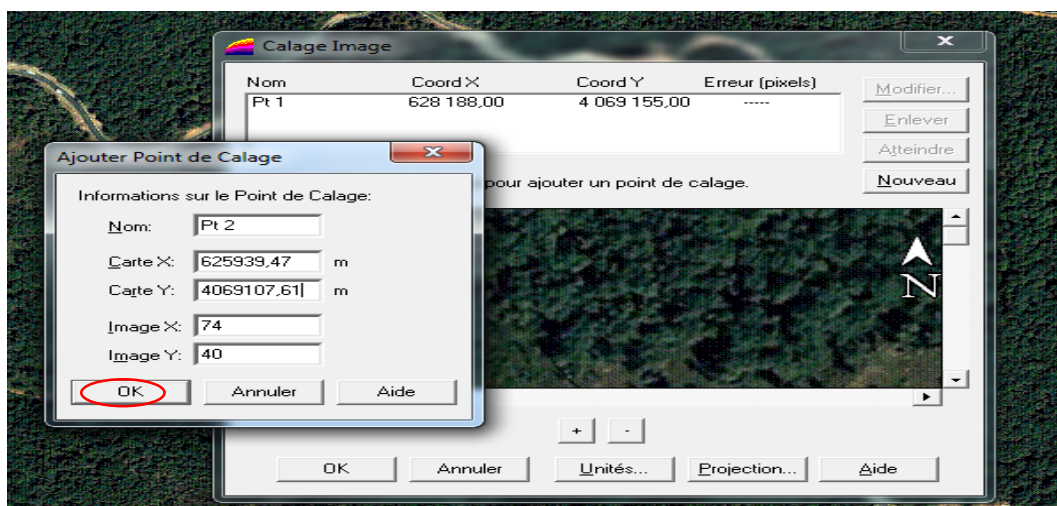 Calage Image
Nom Coord X Coord Y Erreur (pixels)
Pt 1 628 188,00 4 069 155,00 -----
Modifier...
Enlever
Atteindre
Nouveau
pour ajouter un point de calage.
N
+ -
OK Annuler Unités... Projection... Aide
Ajouter Point de Calage
Informations sur le Point de Calage:
Nom: Pt 2
Carte X: 625939,47 m
Carte Y: 4069107,61 m
Image X: 74
Image Y: 40
OK Annuler Aide